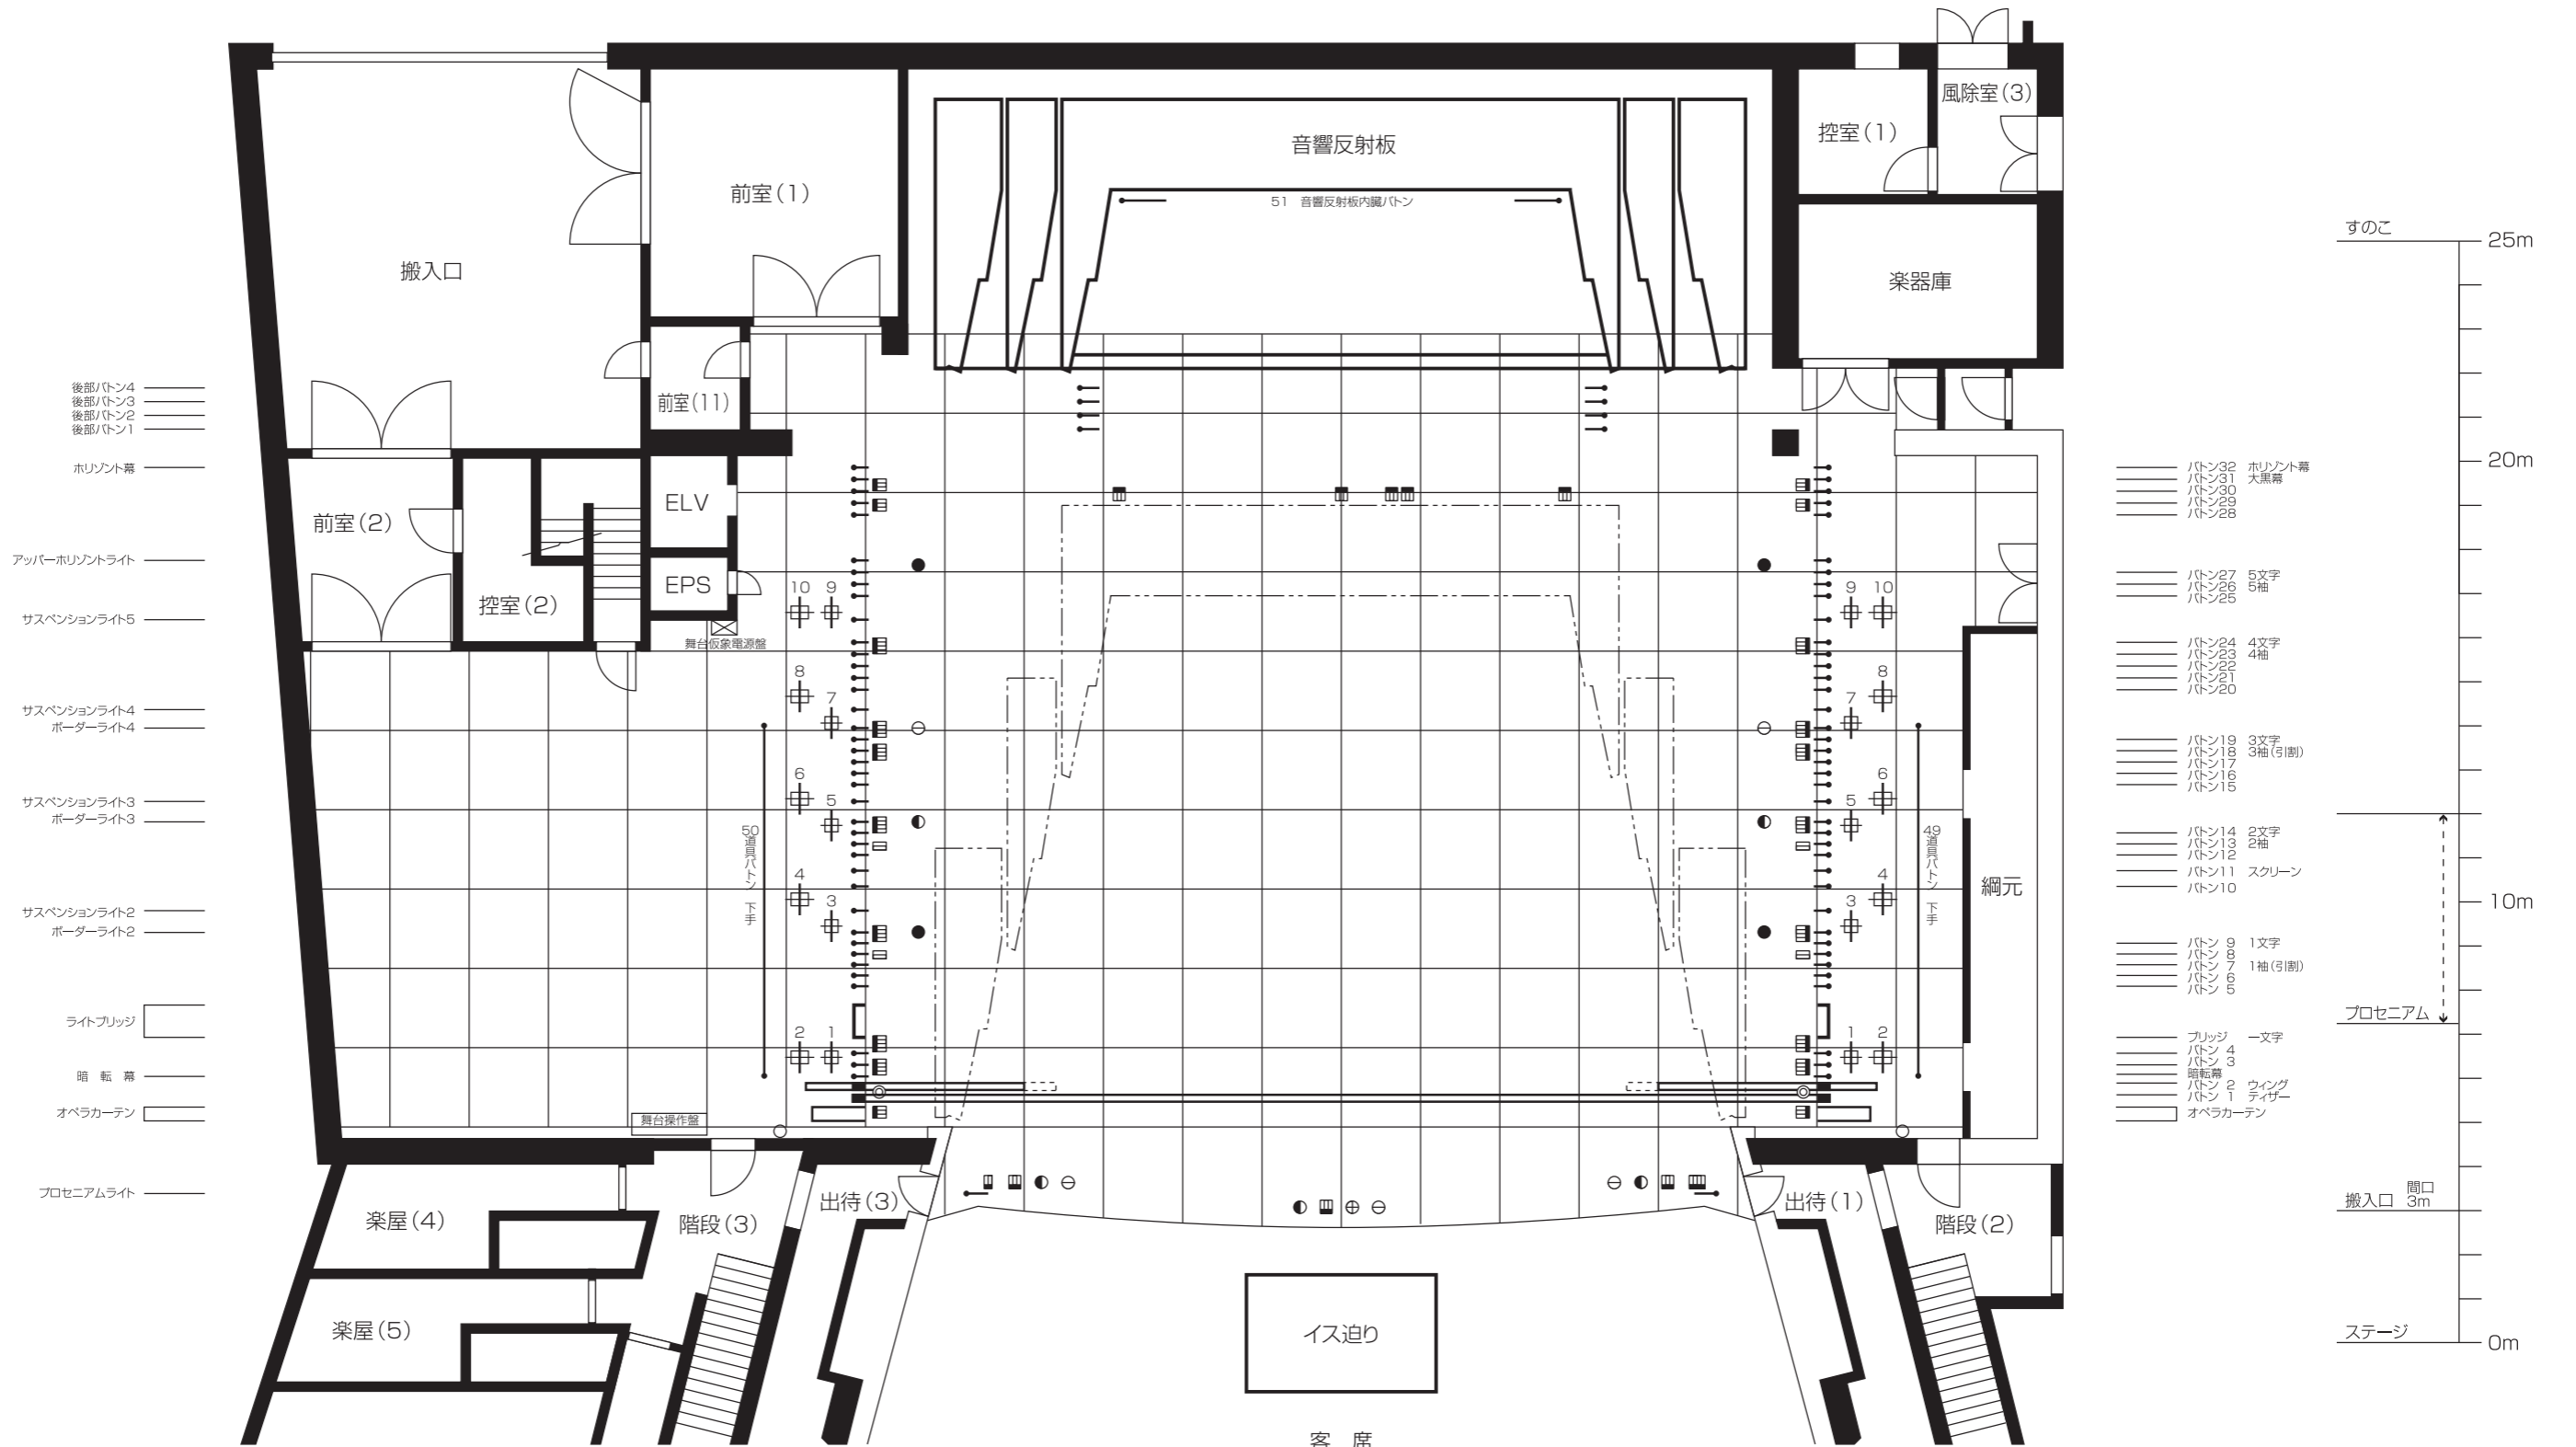 風除室(3)
控室(1)
音響反射板
前室(1)
51 音響反射板内臓バトン
搬入口
楽器庫
前室(11)
ELV
EPS
前室(2)
控室(2)
舞台仮象電源盤
後部バトン4
後部バトン3
後部バトン2
後部バトン1
ホリゾント幕
アッパーホリゾントライト
サスペンションライト5
サスペンションライト4
ボーダーライト4
サスペンションライト3
ボーダーライト3
サスペンションライト2
ボーダーライト2
ライトブリッジ
暗 転 幕
オペラカーテン
プロセニアムライト
10 9
8
7
6
5
4
3
2 1
50道具バトン 下手
9 10
8
7
6
5
4
3
1 2
49道具バトン 下手
綱元
舞台操作盤
バトン32 ホリゾント幕
バトン31 大黒幕
バトン30
バトン29
バトン28
バトン27 5文字
バトン26 5袖
バトン25
バトン24 4文字
バトン23 4袖
バトン22
バトン21
バトン20
バトン19 3文字
バトン18 3袖(引割)
バトン17
バトン16
バトン15
バトン14 2文字
バトン13 2袖
バトン12
バトン11 スクリーン
バトン10
バトン 9 1文字
バトン 8
バトン 7 1袖(引割)
バトン 6
バトン 5
ブリッジ 一文字
バトン 4
バトン 3
暗転幕
バトン 2 ウィング
バトン 1 ティザー
オペラカーテン
すのこ
25m
20m
10m
プロセニアム
搬入口 間口 3m
ステージ
0m
楽屋(4)
階段(3)
出待(3)
出待(1)
階段(2)
楽屋(5)
イス迫り
客 席